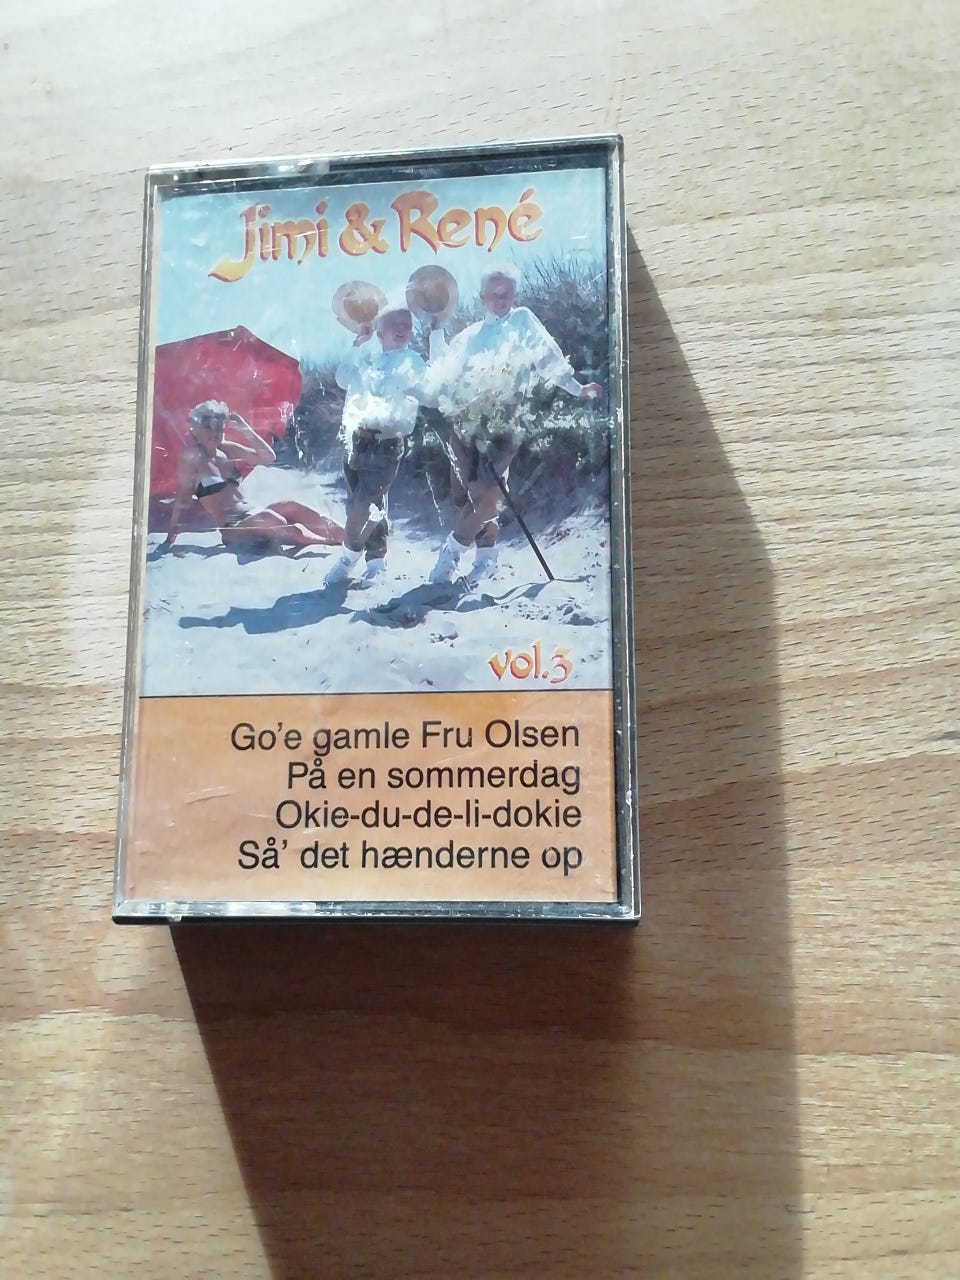 Jimi & René
vol.3
Go'e gamle Fru Olsen
På en sommerdag
Okie-du-de-li-dokie
Så' det hænderne op